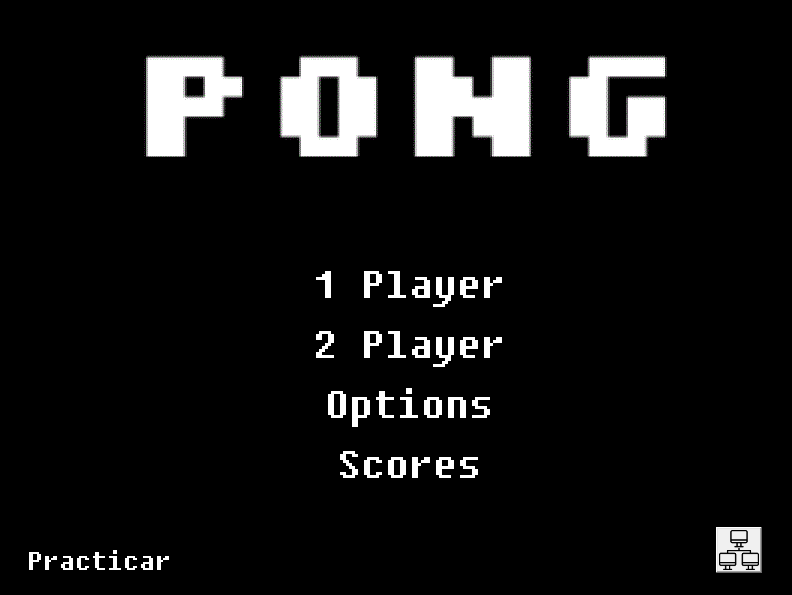 PONG
1 Player
2 Player
Options
Scores
Practicar